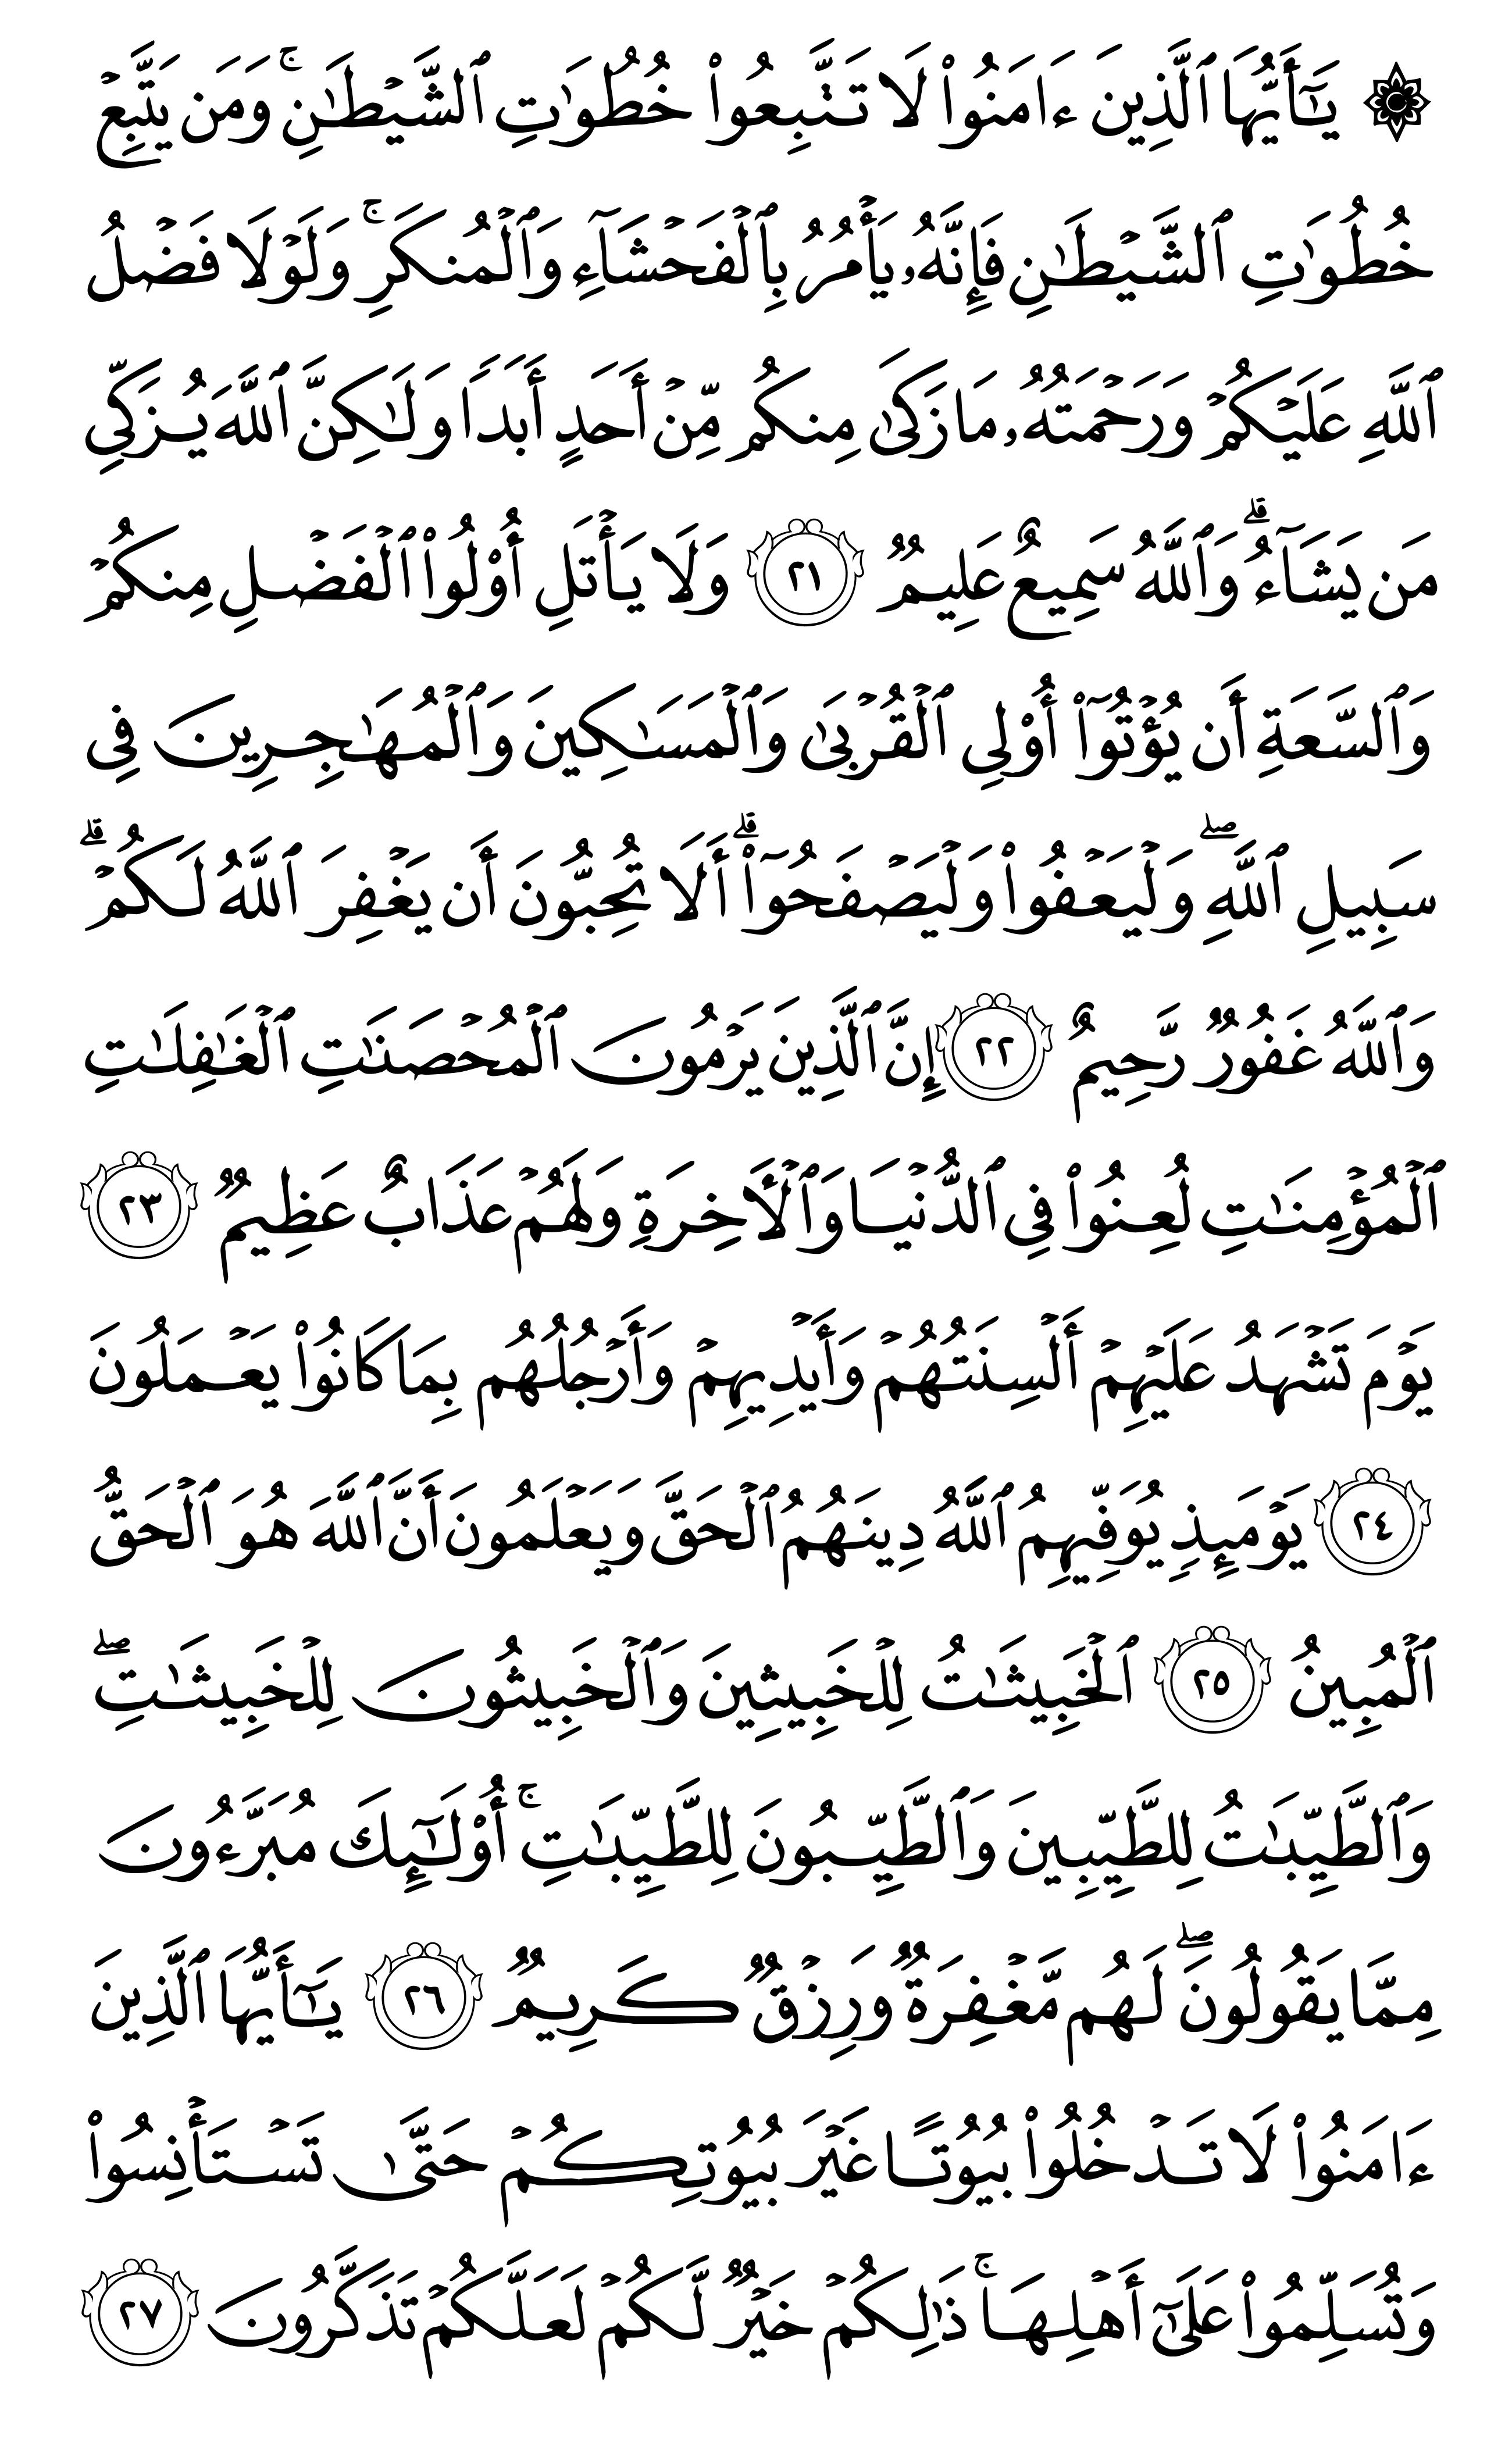 ۞ يَٰٓأَيُّهَا ٱلَّذِينَ ءَامَنُوا۟ لَا تَتَّبِعُوا۟ خُطُوَٰتِ ٱلشَّيْطَٰنِ ۚ وَمَن يَتَّبِعْ
خُطُوَٰتِ ٱلشَّيْطَٰنِ فَإِنَّهُۥ يَأْمُرُ بِٱلْفَحْشَآءِ وَٱلْمُنكَرِ ۚ وَلَوْلَا فَضْلُ
ٱللَّهِ عَلَيْكُمْ وَرَحْمَتُهُۥ مَا زَكَىٰ مِنكُم مِّنْ أَحَدٍ أَبَدًا وَلَٰكِنَّ ٱللَّهَ يُزَكِّى
مَن يَشَآءُ ۗ وَٱللَّهُ سَمِيعٌ عَلِيمٌ ٢١ وَلَا يَأْتَلِ أُو۟لُوا۟ ٱلْفَضْلِ مِنكُمْ
وَٱلسَّعَةِ أَن يُؤْتُوٓا۟ أُو۟لِى ٱلْقُرْبَىٰ وَٱلْمَسَٰكِينَ وَٱلْمُهَٰجِرِينَ فِى
سَبِيلِ ٱللَّهِ ۖ وَلْيَعْفُوا۟ وَلْيَصْفَحُوٓا۟ ۗ أَلَا تُحِبُّونَ أَن يَغْفِرَ ٱللَّهُ لَكُمْ ۗ
وَٱللَّهُ غَفُورٌ رَّحِيمٌ ٢٢ إِنَّ ٱلَّذِينَ يَرْمُونَ ٱلْمُحْصَنَٰتِ ٱلْغَٰفِلَٰتِ
ٱلْمُؤْمِنَٰتِ لُعِنُوا۟ فِى ٱلدُّنْيَا وَٱلْءَاخِرَةِ وَلَهُمْ عَذَابٌ عَظِيمٌ ٢٣
يَوْمَ تَشْهَدُ عَلَيْهِمْ أَلْسِنَتُهُمْ وَأَيْدِيهِمْ وَأَرْجُلُهُم بِمَا كَانُوا۟ يَعْمَلُونَ
٢٤ يَوْمَئِذٍ يُوَفِّيهِمُ ٱللَّهُ دِينَهُمُ ٱلْحَقَّ وَيَعْلَمُونَ أَنَّ ٱللَّهَ هُوَ ٱلْحَقُّ
ٱلْمُبِينُ ٢٥ ٱلْخَبِيثَٰتُ لِلْخَبِيثِينَ وَٱلْخَبِيثُونَ لِلْخَبِيثَٰتِ ۖ
وَٱلطَّيِّبَٰتُ لِلطَّيِّبِينَ وَٱلطَّيِّبُونَ لِلطَّيِّبَٰتِ ۚ أُو۟لَٰٓئِكَ مُبَرَّءُونَ
مِمَّا يَقُولُونَ ۖ لَهُم مَّغْفِرَةٌ وَرِزْقٌ كَرِيمٌ ٢٦ يَٰٓأَيُّهَا ٱلَّذِينَ
ءَامَنُوا۟ لَا تَدْخُلُوا۟ بُيُوتًا غَيْرَ بُيُوتِكُمْ حَتَّىٰ تَسْتَأْنِسُوا۟
وَتُسَلِّمُوا۟ عَلَىٰٓ أَهْلِهَا ۚ ذَٰلِكُمْ خَيْرٌ لَّكُمْ لَعَلَّكُمْ تَذَكَّرُونَ ٢٧